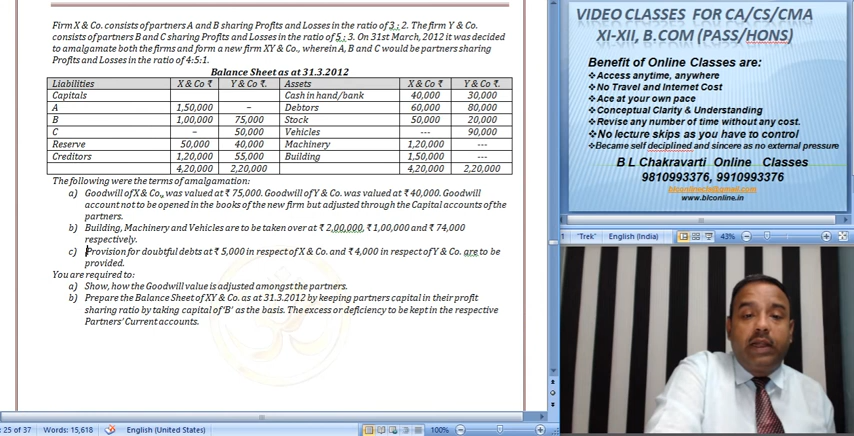 Firm X & Co. consists of partners A and B sharing Profits and Losses in the ratio of 3 : 2. The firm Y & Co.
consists of partners B and C sharing Profits and Losses in the ratio of 5 : 3. On 31st March, 2012 it was decided
to amalgamate both the firms and form a new firm XY & Co., wherein A, B and C would be partners sharing
Profits and Losses in the ratio of 4:5:1.
Balance Sheet as at 31.3.2012
Liabilities X & Co ₹ Y & Co ₹. Assets X & Co ₹ Y & Co ₹.
Capitals Cash in hand/bank 40,000 30,000
A 1,50,000 – Debtors 60,000 80,000
B 1,00,000 75,000 Stock 50,000 20,000
C – 50,000 Vehicles --- 90,000
Reserve 50,000 40,000 Machinery 1,20,000 ---
Creditors 1,20,000 55,000 Building 1,50,000 ---
4,20,000 2,20,000 4,20,000 2,20,000
The following were the terms of amalgamation:
a) Goodwill of X & Co., was valued at ₹ 75,000. Goodwill of Y & Co. was valued at ₹ 40,000. Goodwill
account not to be opened in the books of the new firm but adjusted through the Capital accounts of the
partners.
b) Building, Machinery and Vehicles are to be taken over at ₹ 2,00,000, ₹ 1,00,000 and ₹ 74,000
respectively.
c) Provision for doubtful debts at ₹ 5,000 in respect of X & Co. and ₹ 4,000 in respect of Y & Co. are to be
provided.
You are required to:
a) Show, how the Goodwill value is adjusted amongst the partners.
b) Prepare the Balance Sheet of XY & Co. as at 31.3.2012 by keeping partners capital in their profit
sharing ratio by taking capital of 'B' as the basis. The excess or deficiency to be kept in the respective
Partners' Current accounts.
: 25 of 37 Words: 15,618 English (United States) 100%
VIDEO CLASSES FOR CA/CS/CMA
XI-XII, B.COM (PASS/HONS)
Benefit of Online Classes are:
❖Access anytime, anywhere
❖No Travel and Internet Cost
❖Ace at your own pace
❖Conceptual Clarity & Understanding
❖Revise any number of time without any cost.
❖No lecture skips as you have to control
❖Became self deciplined and sincere as no external pressure
B L Chakravarti Online Classes
9810993376, 9910993376
www.blconline.in
1 "Trek" English (India) 43%